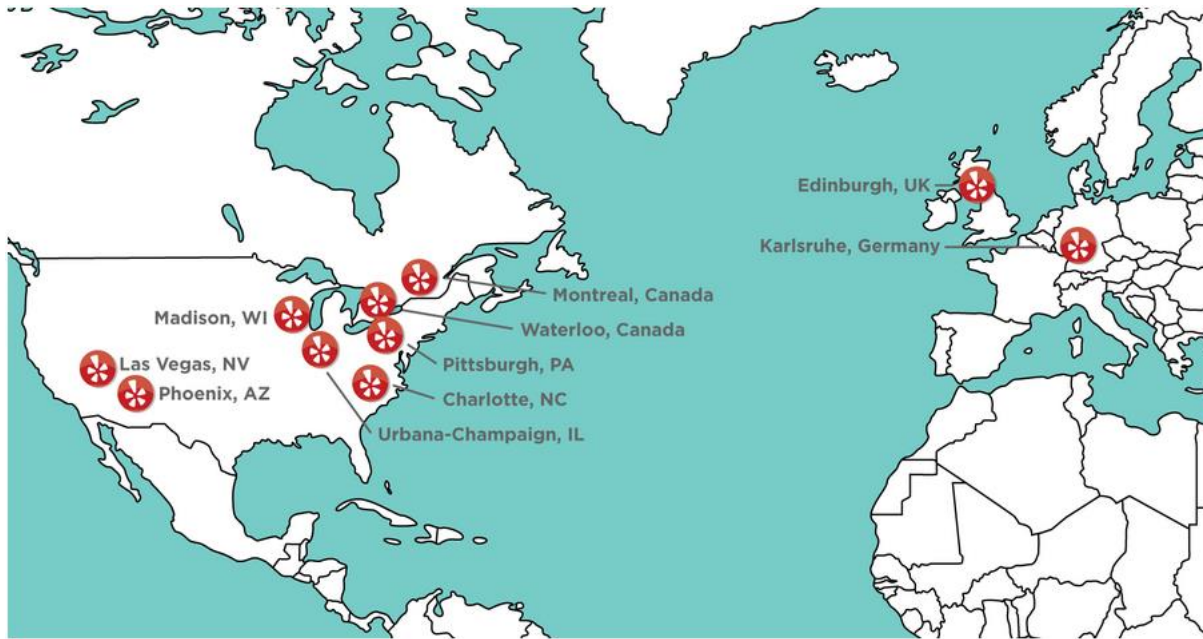 Edinburgh, UK
Karlsruhe, Germany
Montreal, Canada
Madison, WI
Waterloo, Canada
Las Vegas, NV
Pittsburgh, PA
Phoenix, AZ
Charlotte, NC
Urbana-Champaign, IL